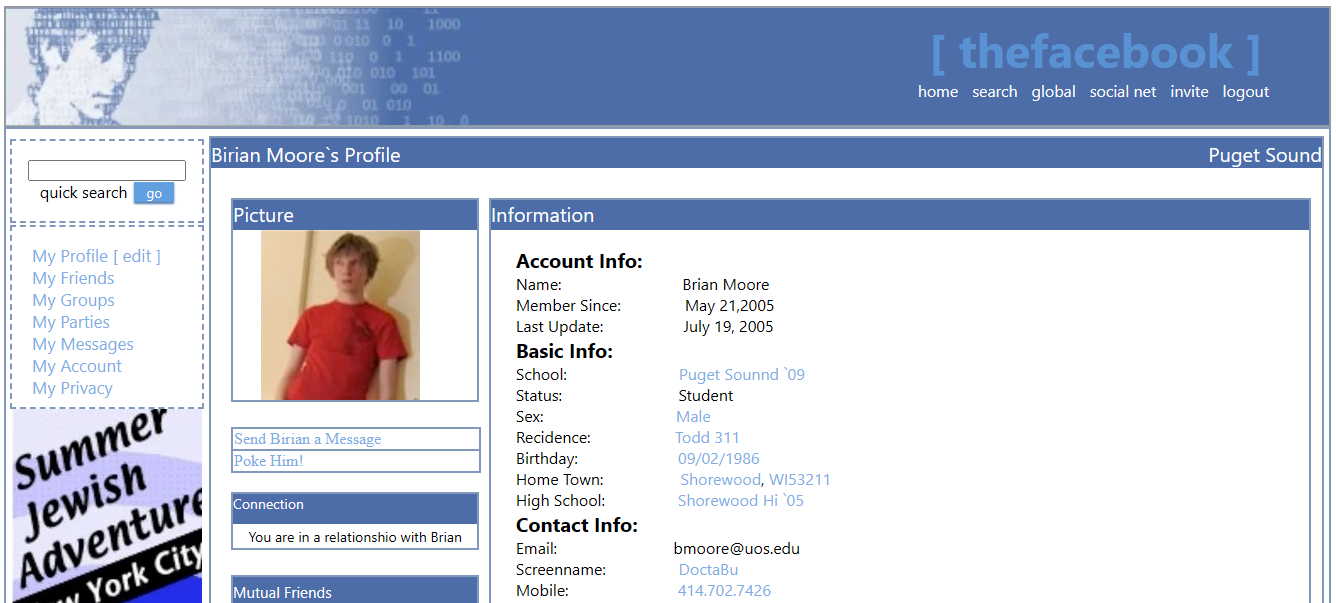 [ thefacebook ]
home search global social net invite logout
quick search go
My Profile [ edit ]
My Friends
My Groups
My Parties
My Messages
My Account
My Privacy
Summer
Jewish
Adventure
New York City
Birian Moore`s Profile Puget Sound
Picture
Send Birian a Message
Poke Him!
Connection
You are in a relationshio with Brian
Mutual Friends
Information
Account Info:
Name: Brian Moore
Member Since: May 21,2005
Last Update: July 19, 2005
Basic Info:
School: Puget Sounnd `09
Status: Student
Sex: Male
Recidence: Todd 311
Birthday: 09/02/1986
Home Town: Shorewood, WI53211
High School: Shorewood Hi `05
Contact Info:
Email: bmoore@uos.edu
Screenname: DoctaBu
Mobile: 414.702.7426